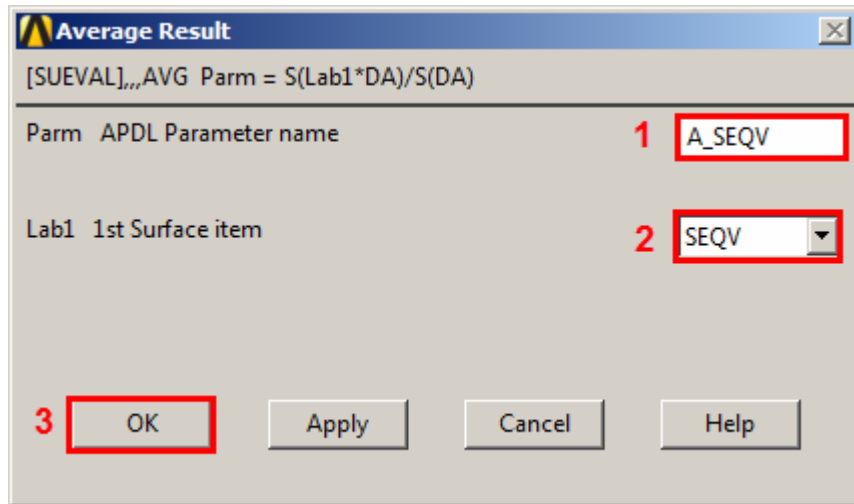 Average Result
[SUEVAL],,,AVG Parm = S(Lab1*DA)/S(DA)
Parm APDL Parameter name 1 A_SEQV
Lab1 1st Surface item 2 SEQV
3 OK Apply Cancel Help